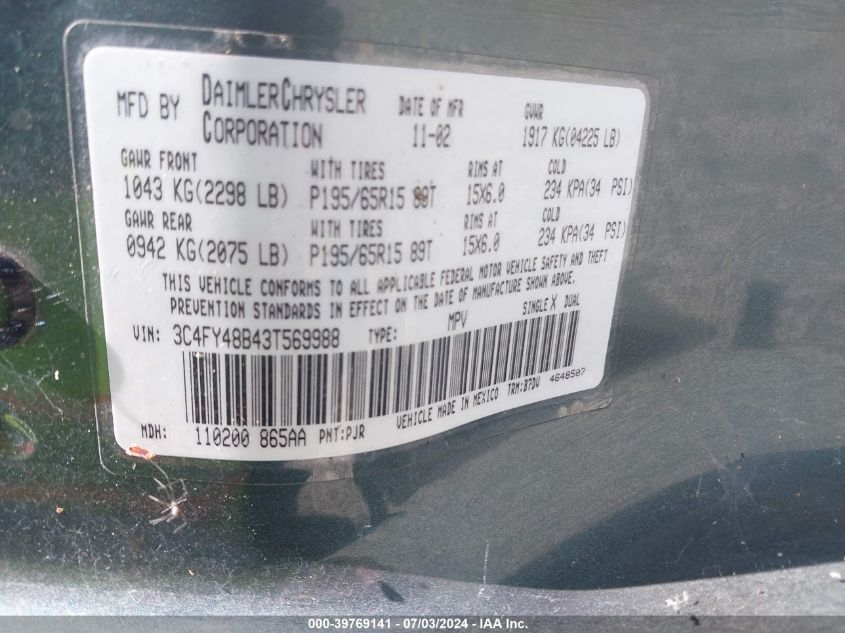 MFD BY DAIMLERCHRYSLER CORPORATION DATE OF MFR 11-02 GVWR 1917 KG(04225 LB)
GAWR FRONT WITH TIRES RIMS AT COLD
1043 KG(2298 LB) P195/65R15 89T 15X6.0 234 KPA(34 PSI)
GAWR REAR WITH TIRES RIMS AT COLD
0942 KG(2075 LB) P195/65R15 89T 15X6.0 234 KPA(34 PSI)
THIS VEHICLE CONFORMS TO ALL APPLICABLE FEDERAL MOTOR VEHICLE SAFETY AND THEFT
PREVENTION STANDARDS IN EFFECT ON THE DATE OF MANUFACTURE SHOWN ABOVE.
VIN: 3C4FY48B43T569988 TYPE: MPV SINGLE X DUAL
MDH: 110200 865AA PNT:PJR VEHICLE MADE IN MEXICO TRM:B7DV 4648507
000-39769141 - 07/03/2024 - IAA Inc.